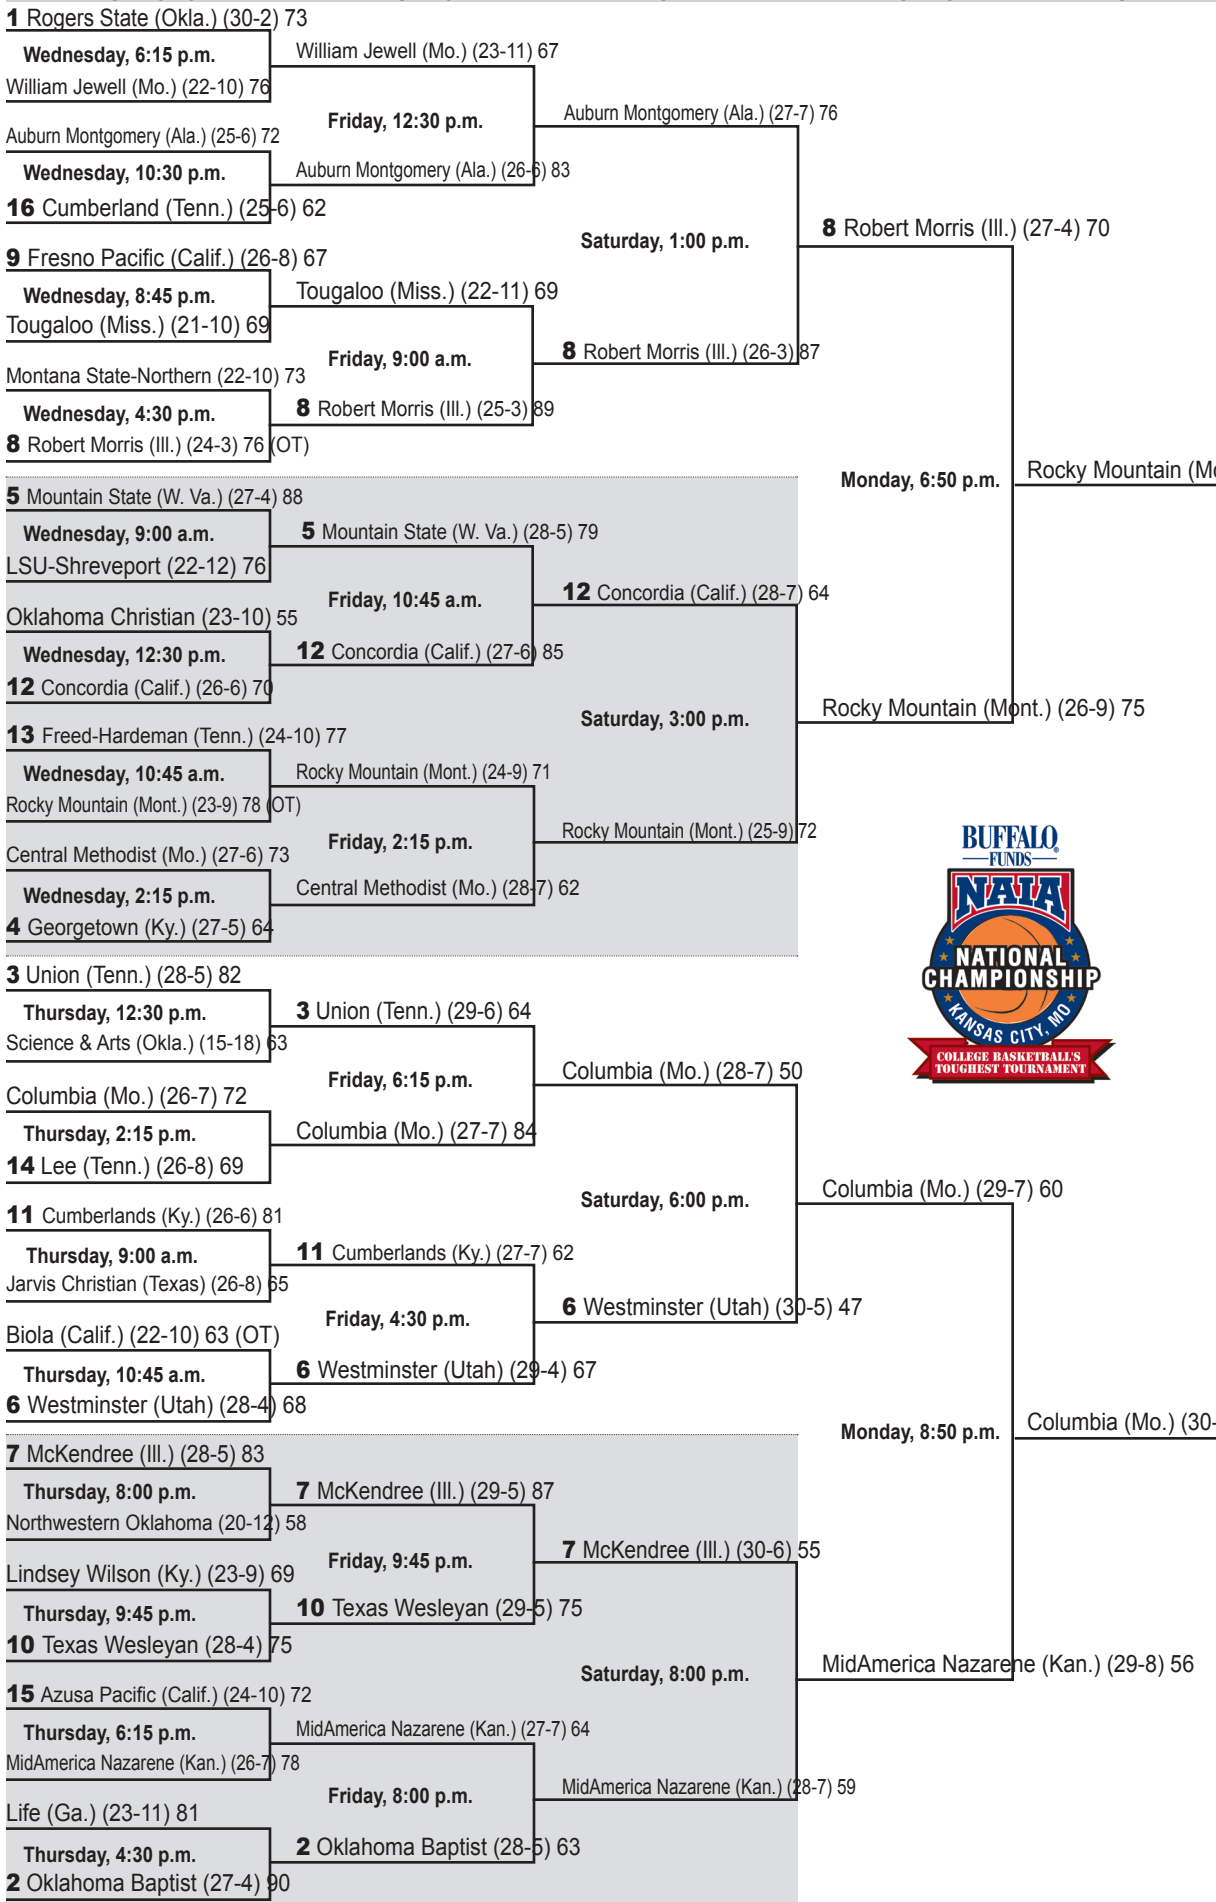 1 Rogers State (Okla.) (30-2) 73
Wednesday, 6:15 p.m.
William Jewell (Mo.) (22-10) 76
Auburn Montgomery (Ala.) (25-6) 72
Wednesday, 10:30 p.m.
16 Cumberland (Tenn.) (25-6) 62
9 Fresno Pacific (Calif.) (26-8) 67
Wednesday, 8:45 p.m.
Tougaloo (Miss.) (21-10) 69
Montana State-Northern (22-10) 73
Wednesday, 4:30 p.m.
8 Robert Morris (Ill.) (24-3) 76 (OT)
5 Mountain State (W. Va.) (27-4) 88
Wednesday, 9:00 a.m.
LSU-Shreveport (22-12) 76
Oklahoma Christian (23-10) 55
Wednesday, 12:30 p.m.
12 Concordia (Calif.) (26-6) 70
13 Freed-Hardeman (Tenn.) (24-10) 77
Wednesday, 10:45 a.m.
Rocky Mountain (Mont.) (23-9) 78 (OT)
Central Methodist (Mo.) (27-6) 73
Wednesday, 2:15 p.m.
4 Georgetown (Ky.) (27-5) 64
3 Union (Tenn.) (28-5) 82
Thursday, 12:30 p.m.
Science & Arts (Okla.) (15-18) 63
Columbia (Mo.) (26-7) 72
Thursday, 2:15 p.m.
14 Lee (Tenn.) (26-8) 69
11 Cumberlands (Ky.) (26-6) 81
Thursday, 9:00 a.m.
Jarvis Christian (Texas) (26-8) 65
Biola (Calif.) (22-10) 63 (OT)
Thursday, 10:45 a.m.
6 Westminster (Utah) (28-4) 68
7 McKendree (Ill.) (28-5) 83
Thursday, 8:00 p.m.
Northwestern Oklahoma (20-12) 58
Lindsey Wilson (Ky.) (23-9) 69
Thursday, 9:45 p.m.
10 Texas Wesleyan (28-4) 75
15 Azusa Pacific (Calif.) (24-10) 72
Thursday, 6:15 p.m.
MidAmerica Nazarene (Kan.) (26-7) 78
Life (Ga.) (23-11) 81
Thursday, 4:30 p.m.
2 Oklahoma Baptist (27-4) 90
William Jewell (Mo.) (23-11) 67
Friday, 12:30 p.m.
Auburn Montgomery (Ala.) (26-6) 83
Tougaloo (Miss.) (22-11) 69
Friday, 9:00 a.m.
8 Robert Morris (Ill.) (25-3) 89
5 Mountain State (W. Va.) (28-5) 79
Friday, 10:45 a.m.
12 Concordia (Calif.) (27-6) 85
Rocky Mountain (Mont.) (24-9) 71
Friday, 2:15 p.m.
Central Methodist (Mo.) (28-7) 62
3 Union (Tenn.) (29-6) 64
Friday, 6:15 p.m.
Columbia (Mo.) (27-7) 84
11 Cumberlands (Ky.) (27-7) 62
Friday, 4:30 p.m.
6 Westminster (Utah) (29-4) 67
7 McKendree (Ill.) (29-5) 87
Friday, 9:45 p.m.
10 Texas Wesleyan (29-5) 75
MidAmerica Nazarene (Kan.) (27-7) 64
Friday, 8:00 p.m.
2 Oklahoma Baptist (28-5) 63
Auburn Montgomery (Ala.) (27-7) 76
Saturday, 1:00 p.m.
8 Robert Morris (Ill.) (26-3) 87
12 Concordia (Calif.) (28-7) 64
Saturday, 3:00 p.m.
Rocky Mountain (Mont.) (25-9) 72
Columbia (Mo.) (28-7) 50
Saturday, 6:00 p.m.
6 Westminster (Utah) (30-5) 47
7 McKendree (Ill.) (30-6) 55
Saturday, 8:00 p.m.
MidAmerica Nazarene (Kan.) (28-7) 59
8 Robert Morris (Ill.) (27-4) 70
Monday, 6:50 p.m.
Rocky Mountain (Mont.) (26-9) 75
Columbia (Mo.) (29-7) 60
Monday, 8:50 p.m.
MidAmerica Nazarene (Kan.) (29-8) 56
Rocky Mountain (Mo
Columbia (Mo.) (30-
BUFFALO®
FUNDS
NAIA
NATIONAL
CHAMPIONSHIP
KANSAS CITY, MO
COLLEGE BASKETBALL'S
TOUGHEST TOURNAMENT